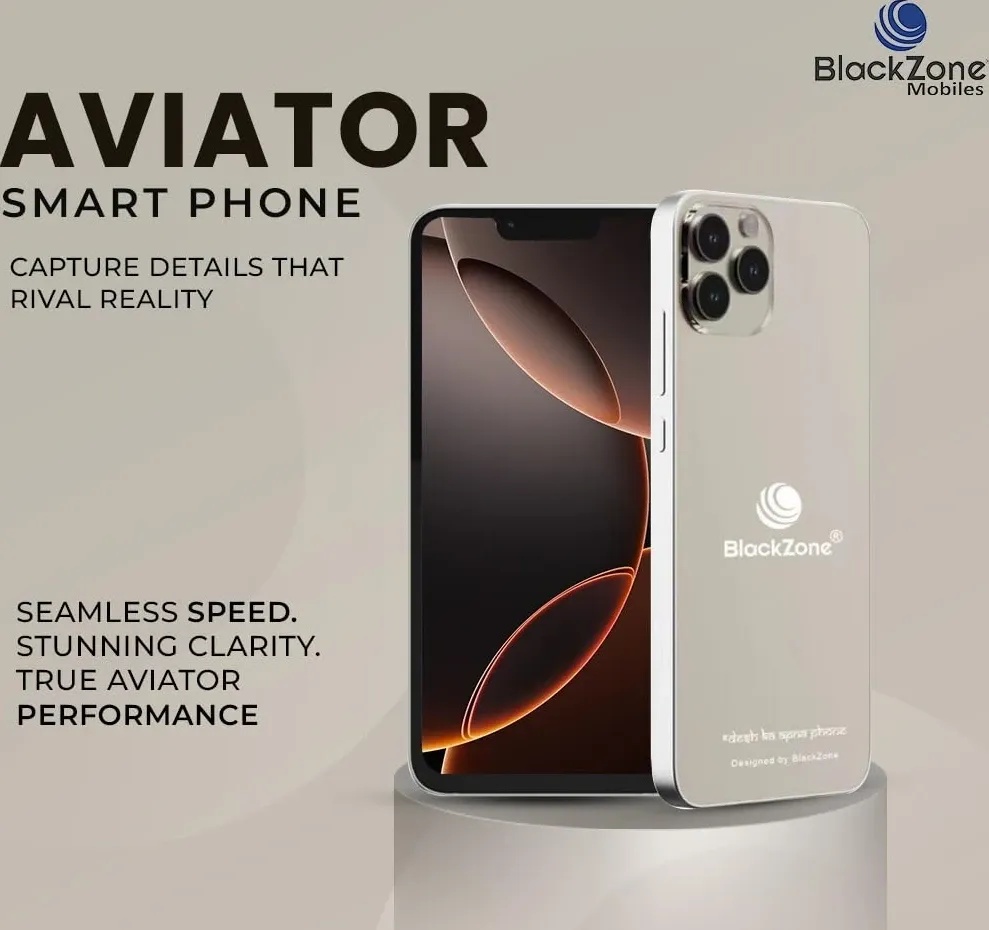 BlackZone
Mobiles
AVIATOR
SMART PHONE
CAPTURE DETAILS THAT
RIVAL REALITY
BlackZone®
SEAMLESS SPEED.
STUNNING CLARITY.
TRUE AVIATOR
PERFORMANCE
*desh ka apna phone
Designed by BlackZone